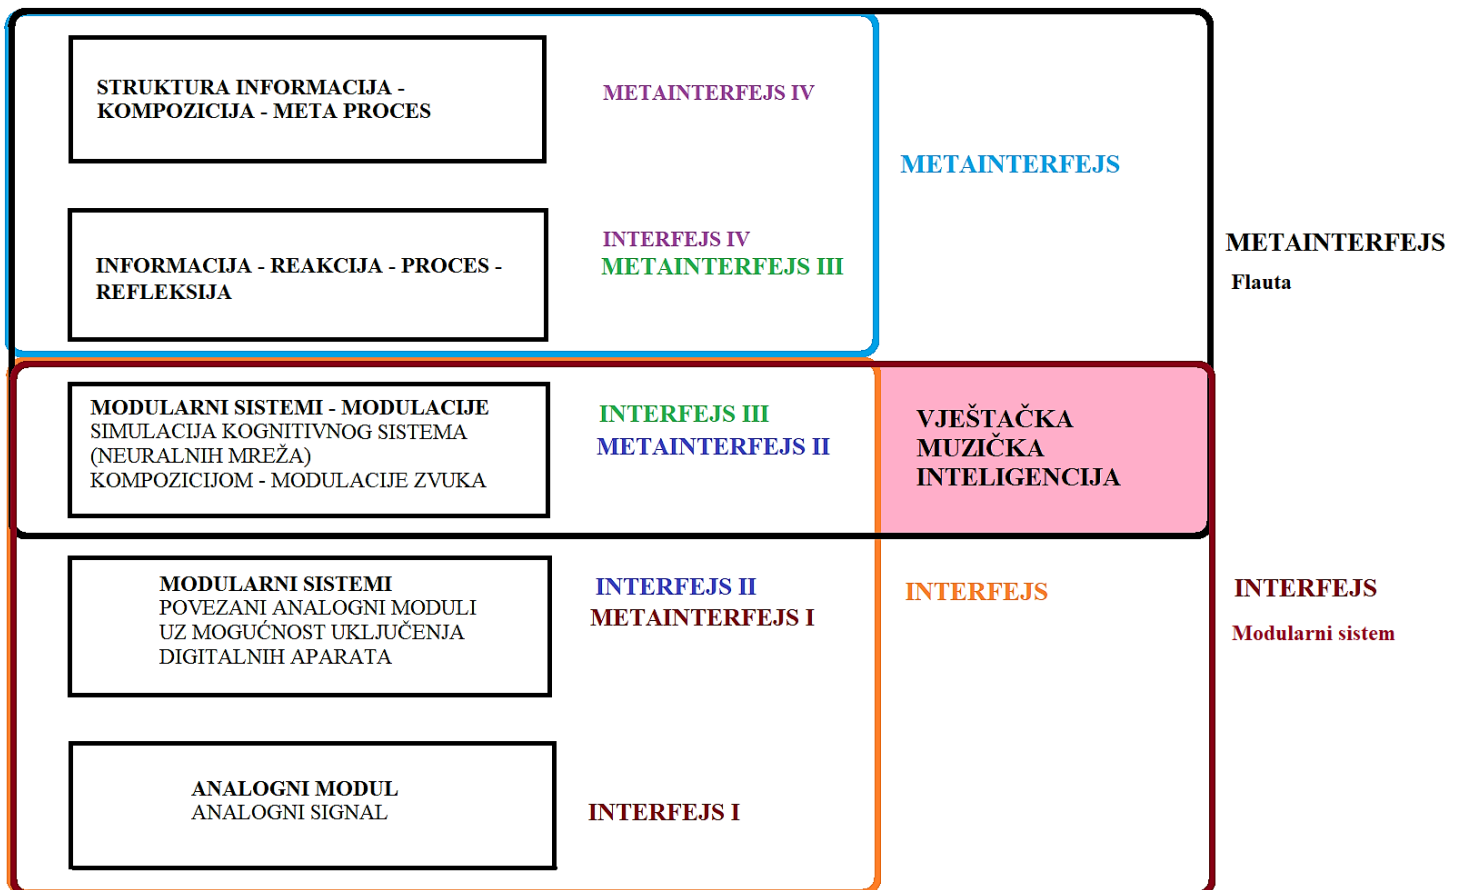 STRUKTURA INFORMACIJA -
KOMPOZICIJA - META PROCES
METAINTERFEJS IV
METAINTERFEJS
INFORMACIJA - REAKCIJA - PROCES -
REFLEKSIJA
INTERFEJS IV
METAINTERFEJS III
METAINTERFEJS
Flauta
MODULARNI SISTEMI - MODULACIJE
SIMULACIJA KOGNITIVNOG SISTEMA
(NEURALNIH MREŽA)
KOMPOZICIJOM - MODULACIJE ZVUKA
INTERFEJS III
METAINTERFEJS II
VJEŠTAČKA
MUZIČKA
INTELIGENCIJA
MODULARNI SISTEMI
POVEZANI ANALOGNI MODULI
UZ MOGUĆNOST UKLJUČENJA
DIGITALNIH APARATA
INTERFEJS II
METAINTERFEJS I
INTERFEJS
INTERFEJS
Modularni sistem
ANALOGNI MODUL
ANALOGNI SIGNAL
INTERFEJS I